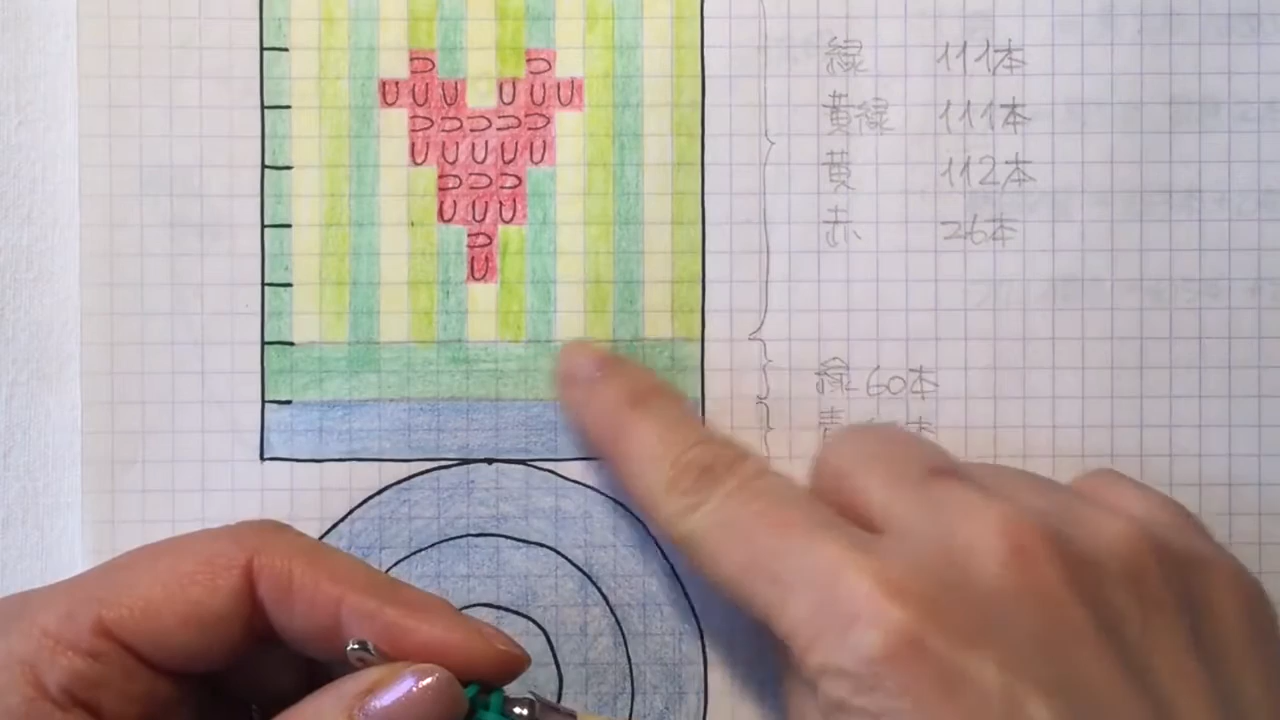 緑 111本
黄緑 111本
黄 112本
赤 26本
緑 60本